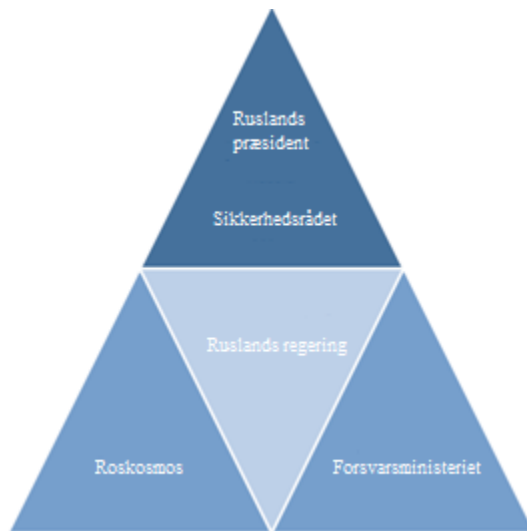 Ruslands
præsident
Sikkerhedsrådet
Ruslands regering
Roskosmos
Forsvarsministeriet